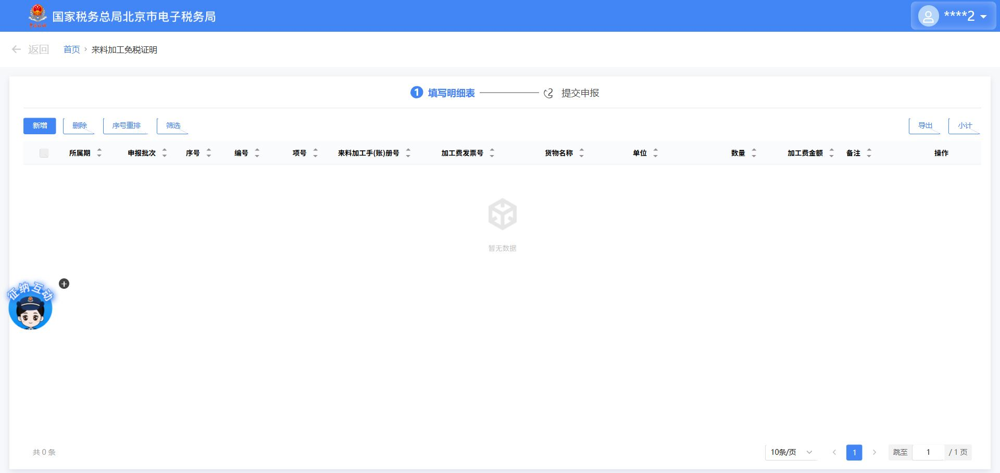 国家税务总局北京市电子税务局
****2
返回 首页 › 来料加工免税证明
1 填写明细表 2 提交申报
新增 删除 序号重排 筛选 导出 小计
所属期 申报批次 序号 编号 项号 来料加工手(账)册号 加工费发票号 货物名称 单位 数量 加工费金额 备注 操作
暂无数据
征纳互动
共 0 条 10条/页 1 跳至 1 / 1 页